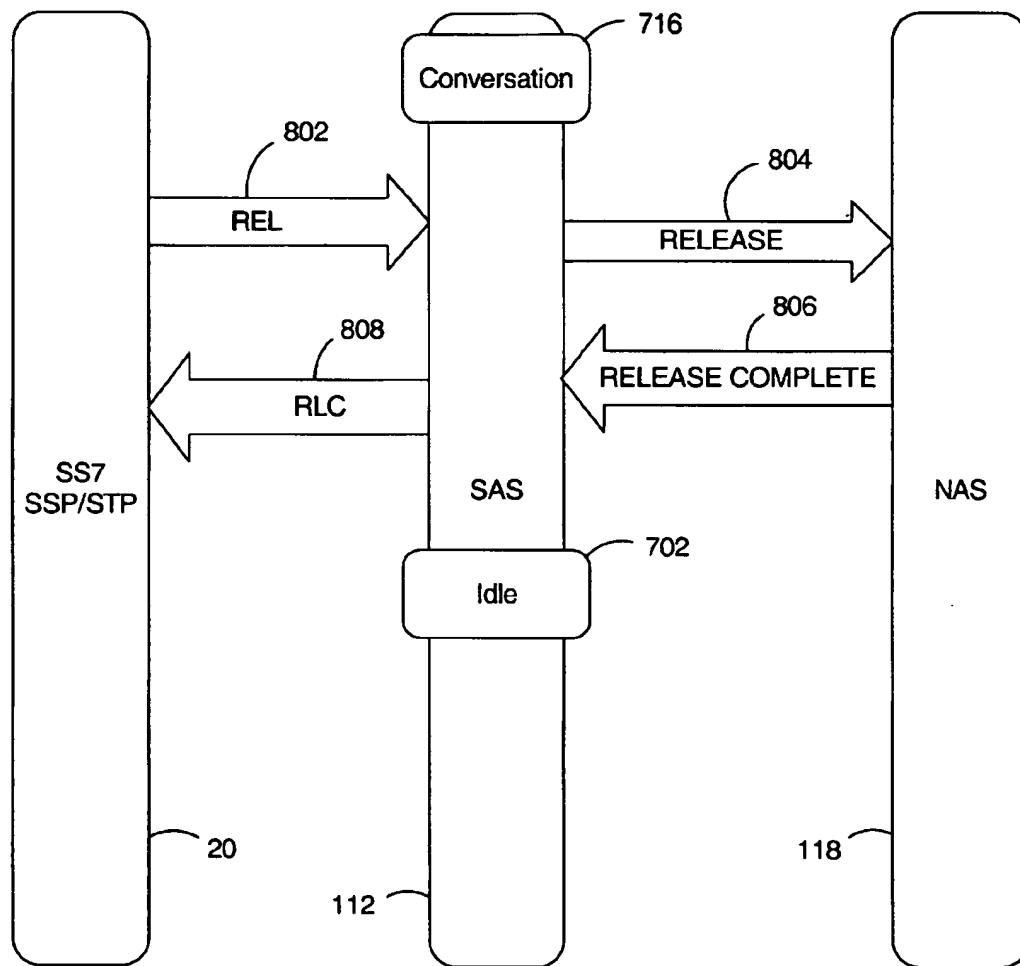 716
Conversation
802
804
REL
RELEASE
808
806
RLC
RELEASE COMPLETE
SS7
SSP/STP
SAS
NAS
702
Idle
20
118
112